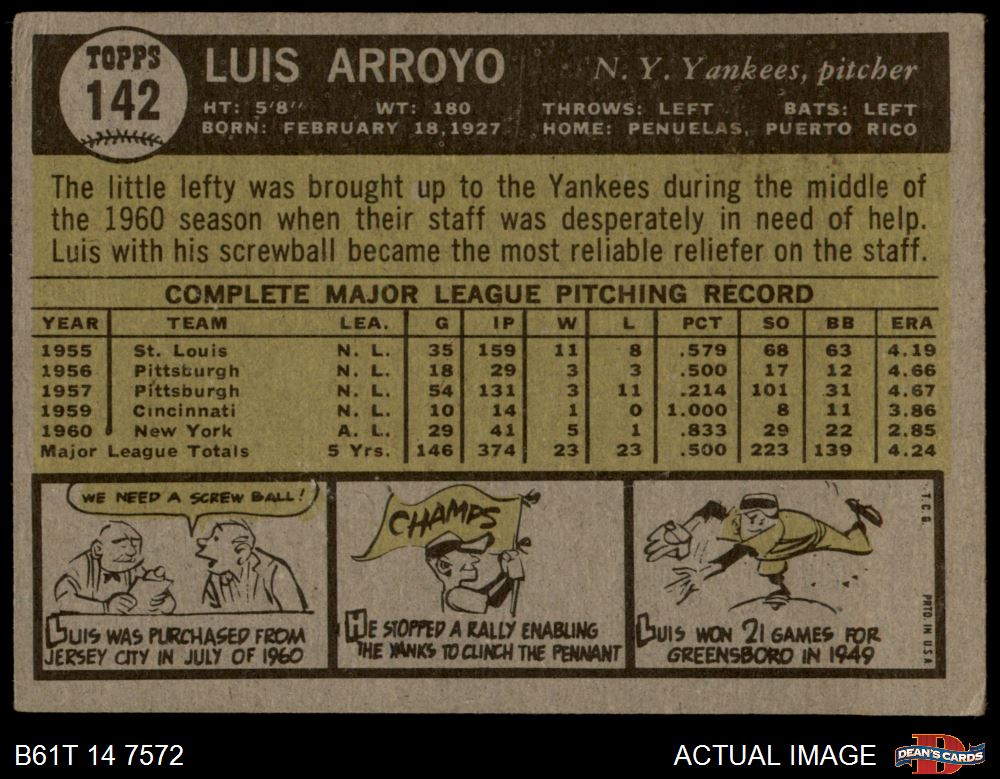 TOPPS
142
LUIS ARROYO
N. Y. Yankees, pitcher
HT: 5'8" WT: 180 THROWS: LEFT BATS: LEFT
BORN: FEBRUARY 18, 1927 HOME: PENUELAS, PUERTO RICO
The little lefty was brought up to the Yankees during the middle of
the 1960 season when their staff was desperately in need of help.
Luis with his screwball became the most reliable reliefer on the staff.
COMPLETE MAJOR LEAGUE PITCHING RECORD
YEAR TEAM LEA. G IP W L PCT SO BB ERA
1955 St. Louis N. L. 35 159 11 8 .579 68 63 4.19
1956 Pittsburgh N. L. 18 29 3 3 .500 17 12 4.66
1957 Pittsburgh N. L. 54 131 3 11 .214 101 31 4.67
1959 Cincinnati N. L. 10 14 1 0 1.000 8 11 3.86
1960 New York A. L. 29 41 5 1 .833 29 22 2.85
Major League Totals 5 Yrs. 146 374 23 23 .500 223 139 4.24
WE NEED A SCREW BALL!
LUIS WAS PURCHASED FROM
JERSEY CITY IN JULY OF 1960
CHAMPS
HE STOPPED A RALLY ENABLING
THE YANKS TO CLINCH THE PENNANT
LUIS WON 21 GAMES FOR
GREENSBORO IN 1949
T.C.G.
PRTD. IN U.S.A.
B61T 14 7572
ACTUAL IMAGE
DEAN'S CARDS